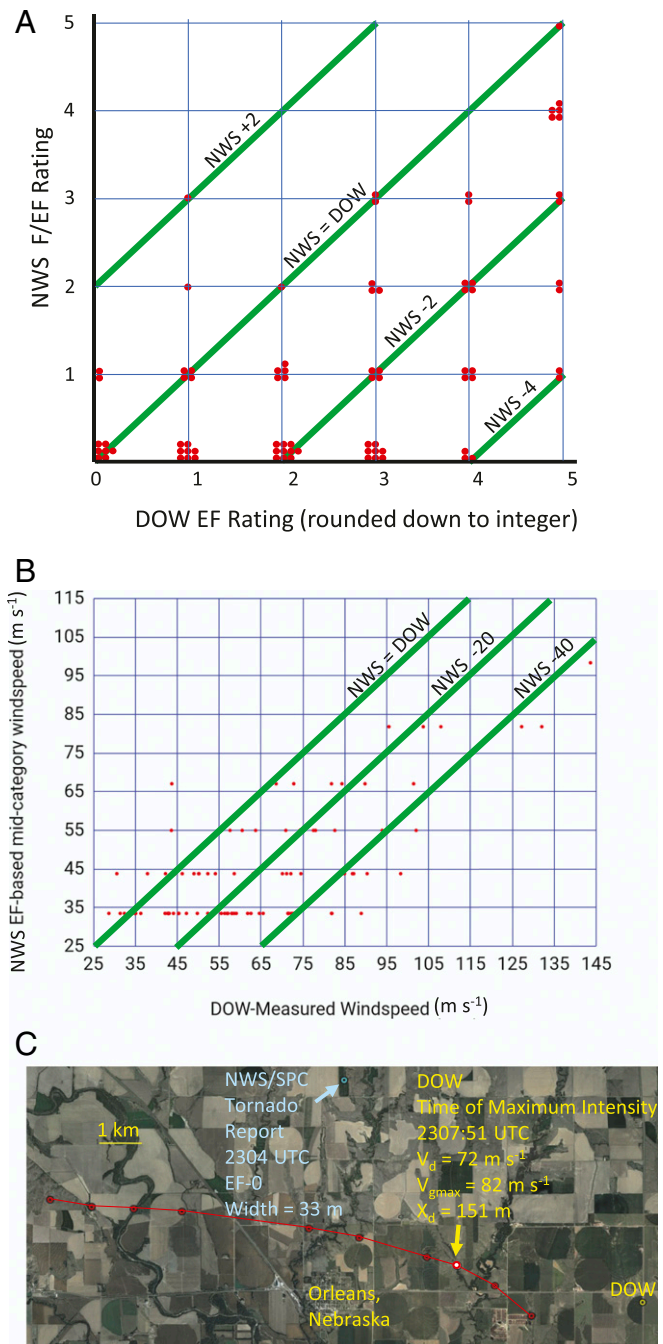 A
5
4
3
2
1
0
1
2
3
4
5
NWS F/EF Rating
NWS +2
NWS = DOW
NWS -2
NWS -4
DOW EF Rating (rounded down to integer)
B
115
105
95
85
75
65
55
45
35
25
25
35
45
55
65
75
85
95
105
115
125
135
145
NWS EF-based mid-category windspeed (m s-1)
NWS = DOW
NWS -20
NWS -40
DOW-Measured Windspeed (m s-1)
C
NWS/SPC
Tornado
Report
2304 UTC
EF-0
Width = 33 m
DOW
Time of Maximum Intensity
2307:51 UTC
Vd = 72 m s-1
Vgmax = 82 m s-1
Xd = 151 m
1 km
Orleans,
Nebraska
DOW